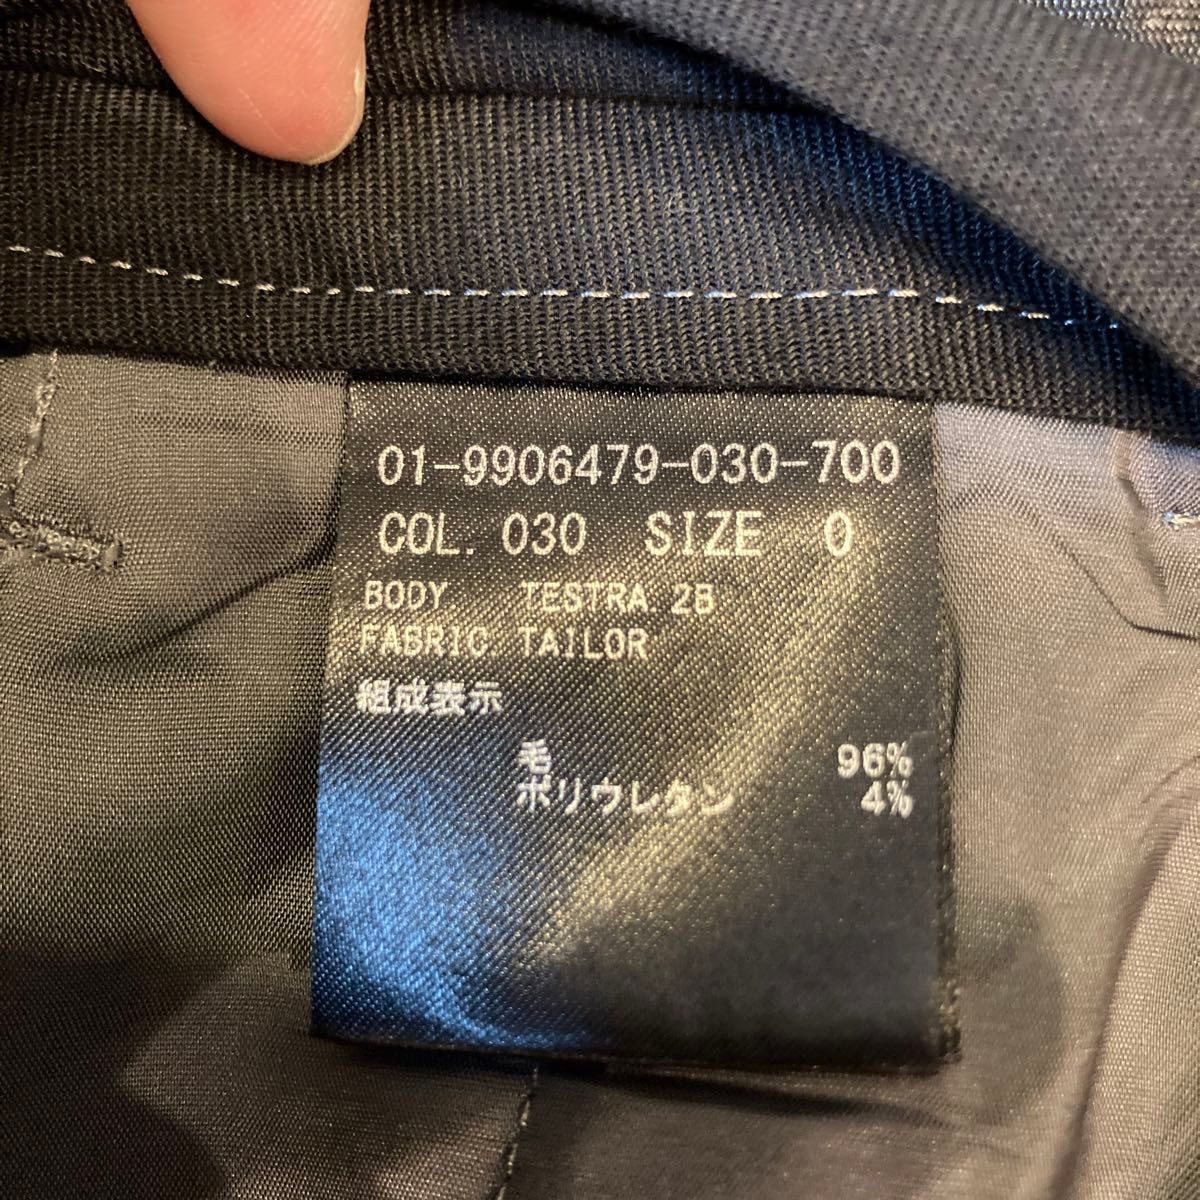 01-9906479-030-700
COL. 030 SIZE 0
BODY TESTRA 2B
FABRIC TAILOR
組成表示
毛 96%
ポリウレタン 4%